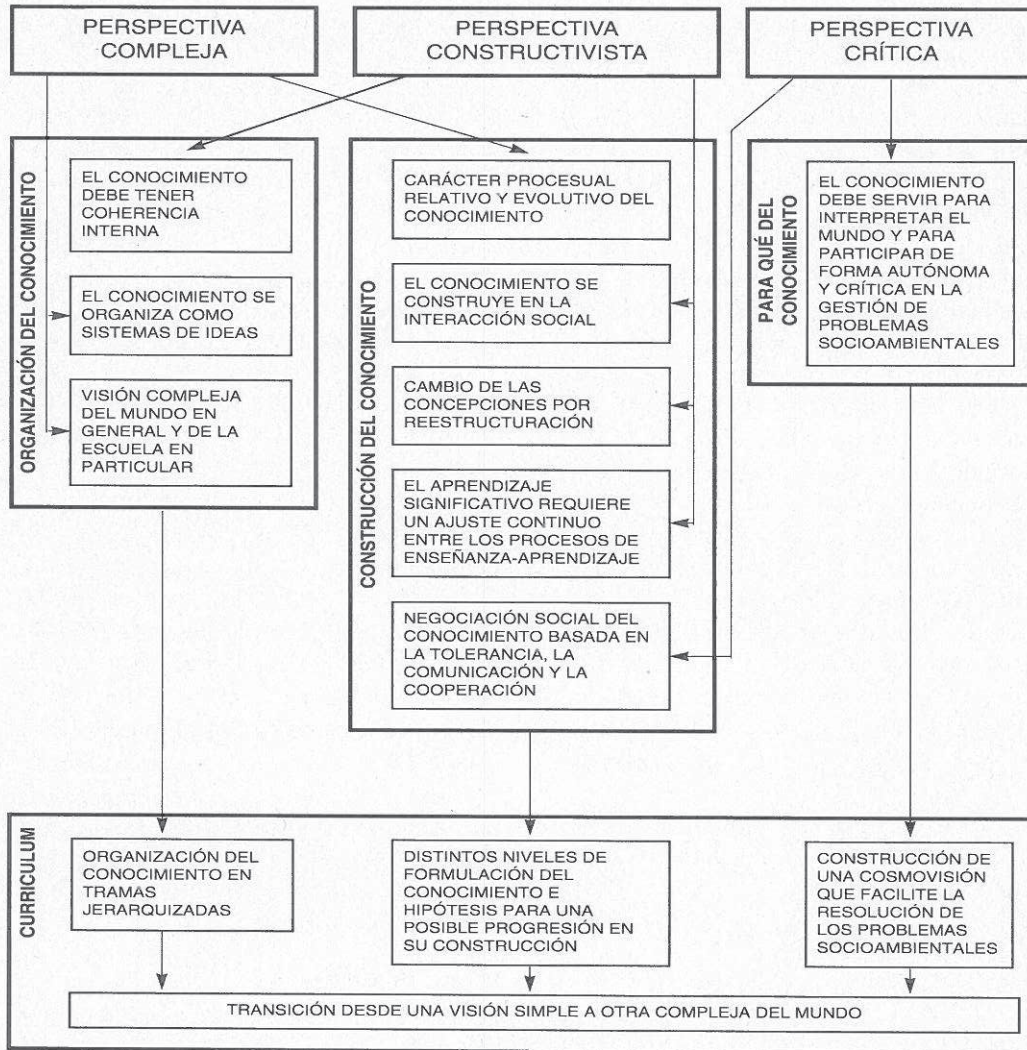 PERSPECTIVA
COMPLEJA
PERSPECTIVA
CONSTRUCTIVISTA
PERSPECTIVA
CRÍTICA
ORGANIZACIÓN DEL CONOCIMIENTO
EL CONOCIMIENTO
DEBE TENER
COHERENCIA
INTERNA
EL CONOCIMIENTO SE
ORGANIZA COMO
SISTEMAS DE IDEAS
VISIÓN COMPLEJA
DEL MUNDO EN
GENERAL Y DE LA
ESCUELA EN
PARTICULAR
CONSTRUCCIÓN DEL CONOCIMIENTO
CARÁCTER PROCESUAL
RELATIVO Y EVOLUTIVO DEL
CONOCIMIENTO
EL CONOCIMIENTO SE
CONSTRUYE EN LA
INTERACCIÓN SOCIAL
CAMBIO DE LAS
CONCEPCIONES POR
REESTRUCTURACIÓN
EL APRENDIZAJE
SIGNIFICATIVO REQUIERE
UN AJUSTE CONTINUO
ENTRE LOS PROCESOS DE
ENSEÑANZA-APRENDIZAJE
NEGOCIACIÓN SOCIAL DEL
CONOCIMIENTO BASADA EN
LA TOLERANCIA, LA
COMUNICACIÓN Y LA
COOPERACIÓN
PARA QUÉ DEL
CONOCIMIENTO
EL CONOCIMIENTO
DEBE SERVIR PARA
INTERPRETAR EL
MUNDO Y PARA
PARTICIPAR DE
FORMA AUTÓNOMA
Y CRÍTICA EN LA
GESTIÓN DE
PROBLEMAS
SOCIOAMBIENTALES
CURRICULUM
ORGANIZACIÓN DEL
CONOCIMIENTO EN
TRAMAS
JERARQUIZADAS
DISTINTOS NIVELES DE
FORMULACIÓN DEL
CONOCIMIENTO E
HIPÓTESIS PARA UNA
POSIBLE PROGRESIÓN EN
SU CONSTRUCCIÓN
CONSTRUCCIÓN DE
UNA COSMOVISIÓN
QUE FACILITE LA
RESOLUCIÓN DE
LOS PROBLEMAS
SOCIOAMBIENTALES
TRANSICIÓN DESDE UNA VISIÓN SIMPLE A OTRA COMPLEJA DEL MUNDO